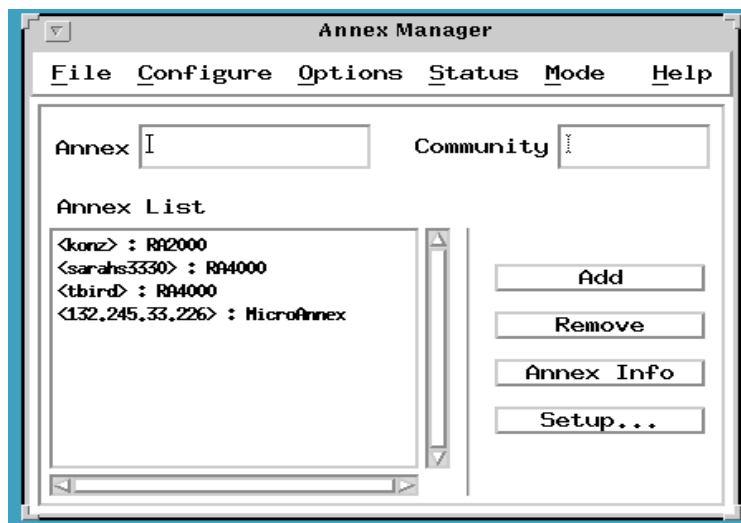 Annex Manager
File Configure Options Status Mode Help
Annex
Community
Annex List
<konz> : RA2000
<sarahs3330> : RA4000
<tbird> : RA4000
<132.245.33.226> : MicroAnnex
Add
Remove
Annex Info
Setup...